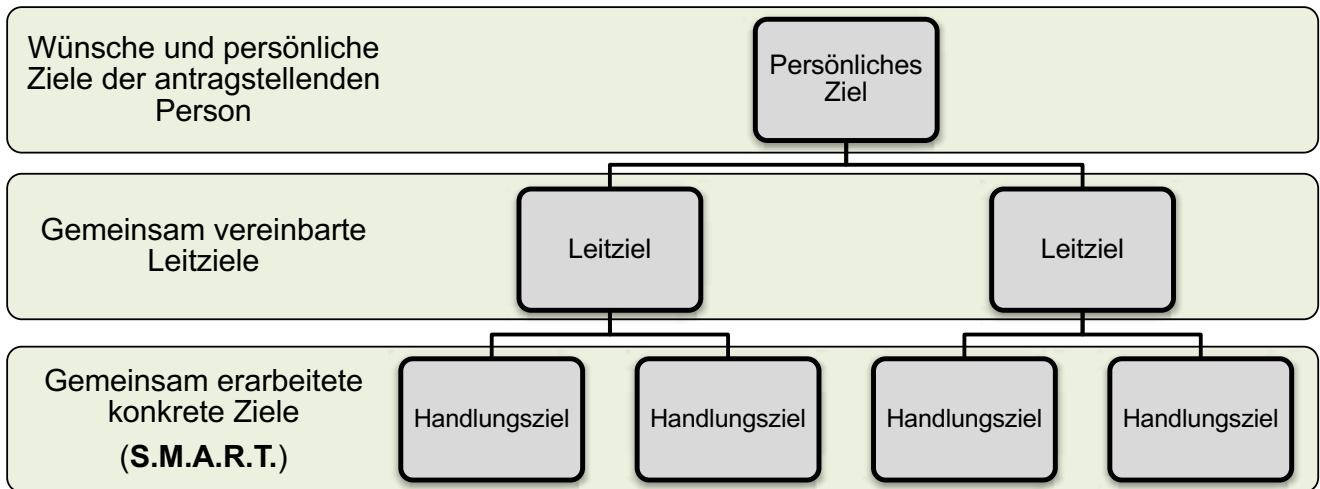 Wünsche und persönliche
Ziele der antragstellenden
Person
Persönliches
Ziel
Gemeinsam vereinbarte
Leitziele
Leitziel
Leitziel
Gemeinsam erarbeitete
konkrete Ziele
(S.M.A.R.T.)
Handlungsziel
Handlungsziel
Handlungsziel
Handlungsziel